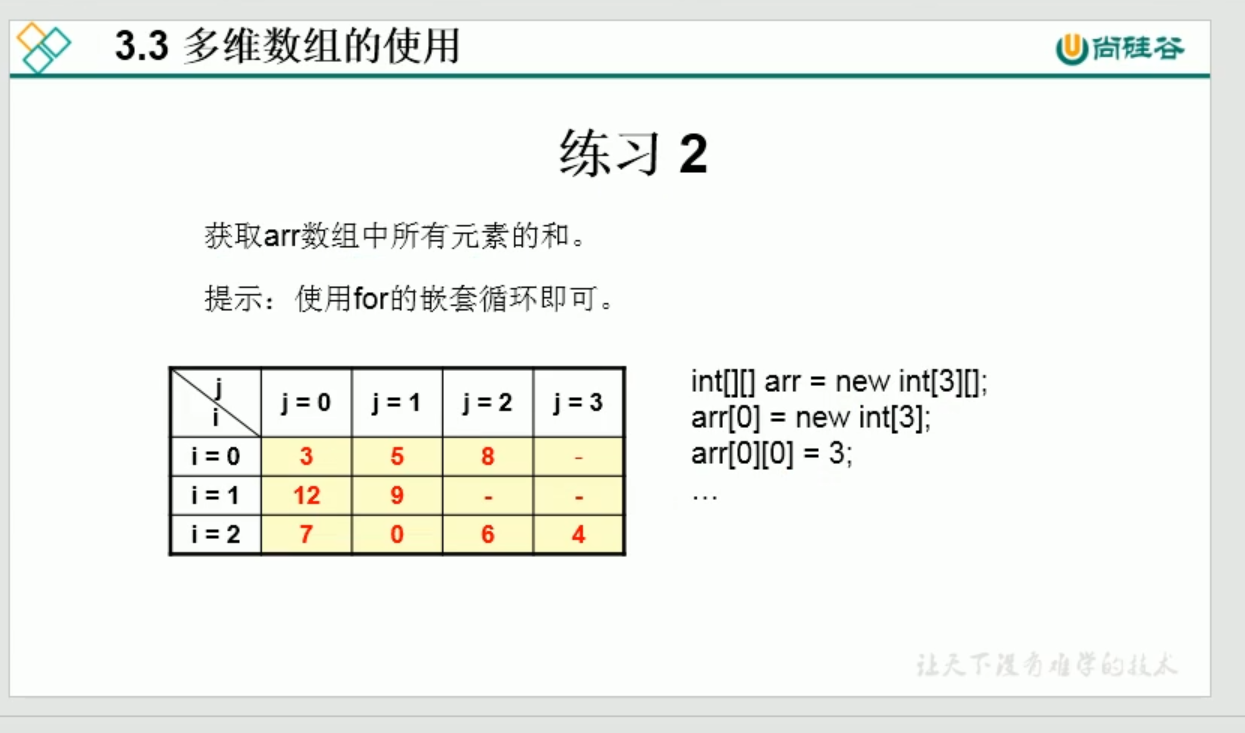 3.3 多维数组的使用
尚硅谷
练习 2
获取arr数组中所有元素的和。
提示：使用for的嵌套循环即可。
j
i
j = 0 j = 1 j = 2 j = 3
i = 0 3 5 8 -
i = 1 12 9 - -
i = 2 7 0 6 4
int[][] arr = new int[3][];
arr[0] = new int[3];
arr[0][0] = 3;
…
让天下没有难学的技术